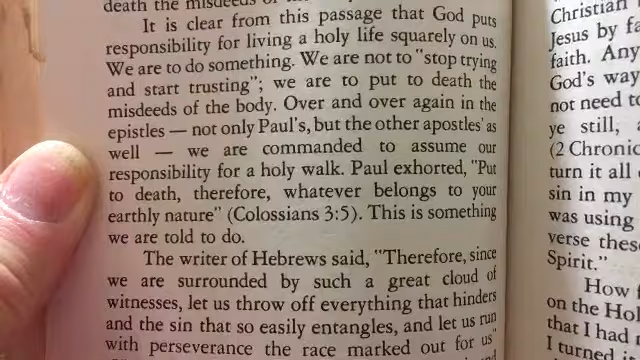 death the misdeeds of
It is clear from this passage that God puts
responsibility for living a holy life squarely on us.
We are to do something. We are not to "stop trying
and start trusting"; we are to put to death the
misdeeds of the body. Over and over again in the
epistles — not only Paul's, but the other apostles' as
well — we are commanded to assume our
responsibility for a holy walk. Paul exhorted, "Put
to death, therefore, whatever belongs to your
earthly nature" (Colossians 3:5). This is something
we are told to do.
The writer of Hebrews said, "Therefore, since
we are surrounded by such a great cloud of
witnesses, let us throw off everything that hinders
and the sin that so easily entangles, and let us run
with perseverance the race marked out for us"
Christian
Jesus by fa
faith. Any
God's way
not need to
ye still,
(2 Chronic
turn it all
sin in my
was using
verse thes
Spirit."
How
on the Hol
that I had
I turned i